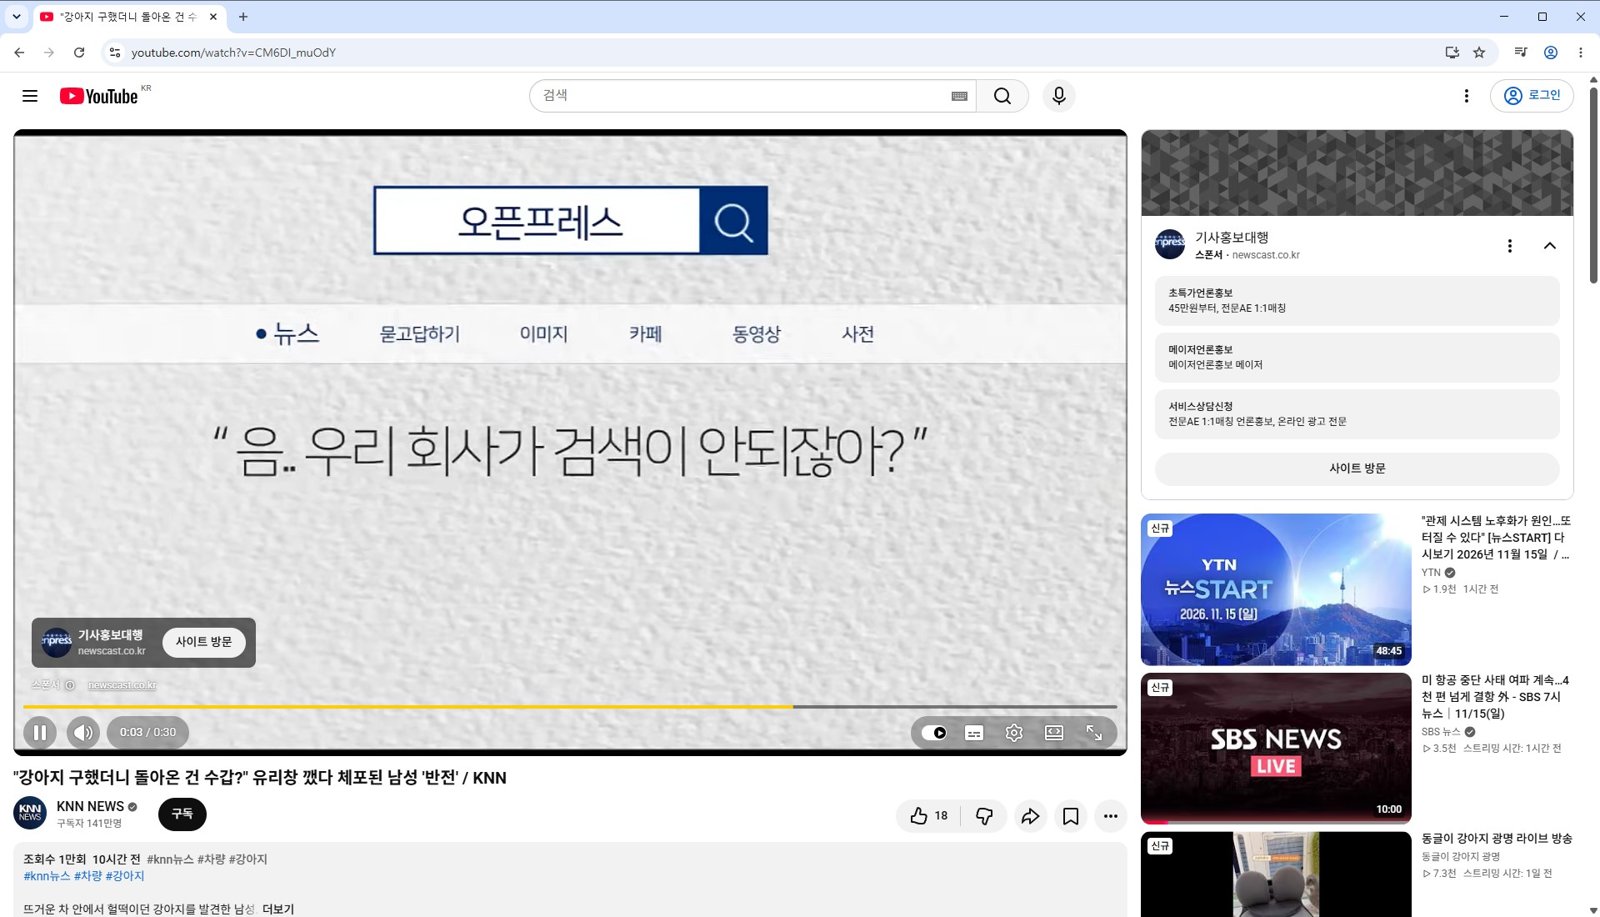 "강아지 구했더니 돌아온 건 수
youtube.com/watch?v=CM6DI_muOdY
YouTube KR
검색
로그인
오픈프레스
뉴스 묻고답하기 이미지 카페 동영상 사전
“ 음.. 우리 회사가 검색이 안되잖아? ”
기사홍보대행
newscast.co.kr
사이트 방문
스폰서 newscast.co.kr
0:03 / 0:30
"강아지 구했더니 돌아온 건 수갑?" 유리창 깼다 체포된 남성 '반전' / KNN
KNN NEWS
KNN NEWS
구독자 141만명
구독
18
조회수 1만회 10시간 전 #knn뉴스 #차량 #강아지
#knn뉴스 #차량 #강아지
뜨거운 차 안에서 헐떡이던 강아지를 발견한 남성. 더보기
기사홍보대행
스폰서 · newscast.co.kr
초특가언론홍보
45만원부터, 전문AE 1:1매칭
메이저언론홍보
메이저언론홍보 메이저
서비스상담신청
전문AE 1:1매칭 언론홍보, 온라인 광고 전문
사이트 방문
신규
YTN
뉴스START
2026. 11. 15 (일)
48:45
"관제 시스템 노후화가 원인...또
터질 수 있다" [뉴스START] 다
시보기 2026년 11월 15일 / ...
YTN
1.9천 1시간 전
신규
SBS NEWS
LIVE
10:00
미 항공 중단 사태 여파 계속...4
천 편 넘게 결항 外 - SBS 7시
뉴스 | 11/15(일)
SBS 뉴스
3.5천 스트리밍 시간: 1시간 전
신규
동글이 강아지 광명 라이브 방송
동글이 강아지 광명
7.3천 스트리밍 시간: 1일 전